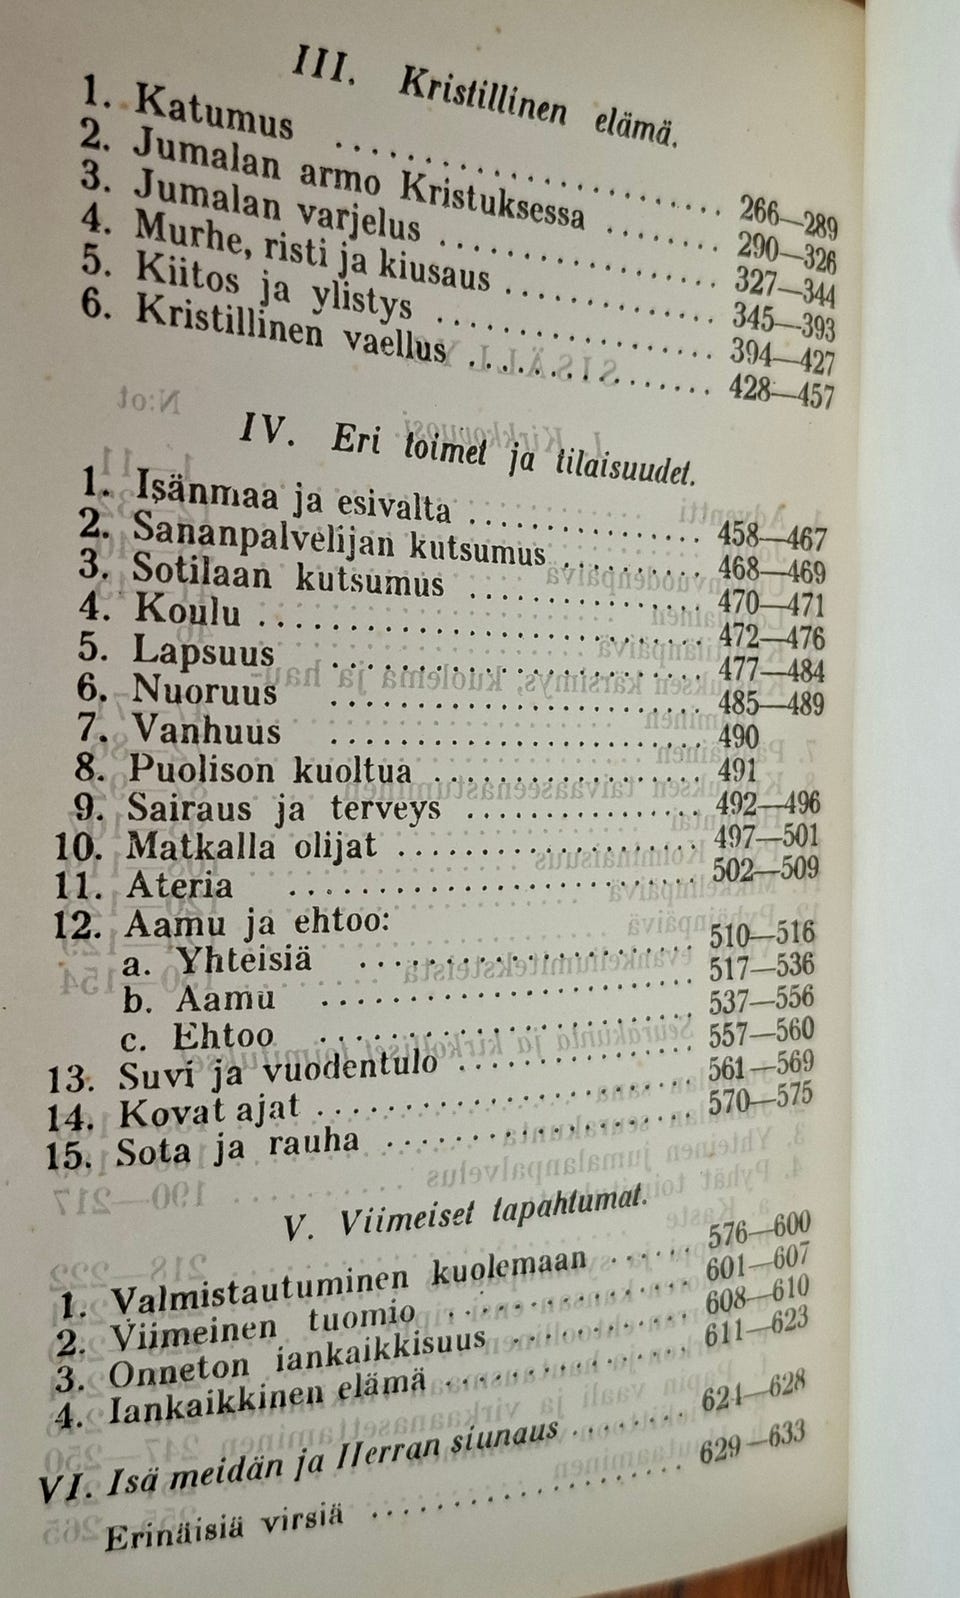 III. Kristillinen elämä.
1. Katumus .................... 266—289
2. Jumalan armo Kristuksessa ........ 290—326
3. Jumalan varjelus .................... 327—344
4. Murhe, risti ja kiusaus ............... 345—393
5. Kiitos ja ylistys .................... 394—427
6. Kristillinen vaellus .................. 428—457
IV. Eri toimet ja tilaisuudet.
1. Isänmaa ja esivalta .................. 458—467
2. Sananpalvelijan kutsumus .......... 468—469
3. Sotilaan kutsumus .................. 470—471
4. Koulu .............................. 472—476
5. Lapsuus .......................... 477—484
6. Nuoruus .......................... 485—489
7. Vanhuus .......................... 490
8. Puolison kuoltua ................... 491
9. Sairaus ja terveys ................. 492—496
10. Matkalla olijat ..................... 497—501
11. Ateria ............................ 502—509
12. Aamu ja ehtoo:
a. Yhteisiä ....................... 510—516
b. Aamu .......................... 517—536
c. Ehtoo .......................... 537—556
13. Suvi ja vuodentulo ................. 557—560
14. Kovat ajat .......................... 561—569
15. Sota ja rauha ...................... 570—575
V. Viimeiset tapahtumat.
1. Valmistautuminen kuolemaan ...... 576—600
2. Viimeinen tuomio .................. 601—607
3. Onneton iankaikkisuus ............. 608—610
4. Iankaikkinen elämä ................. 611—623
VI. Isä meidän ja Herran siunaus ........ 624—628
Erinäisiä virsiä ...................... 629—633